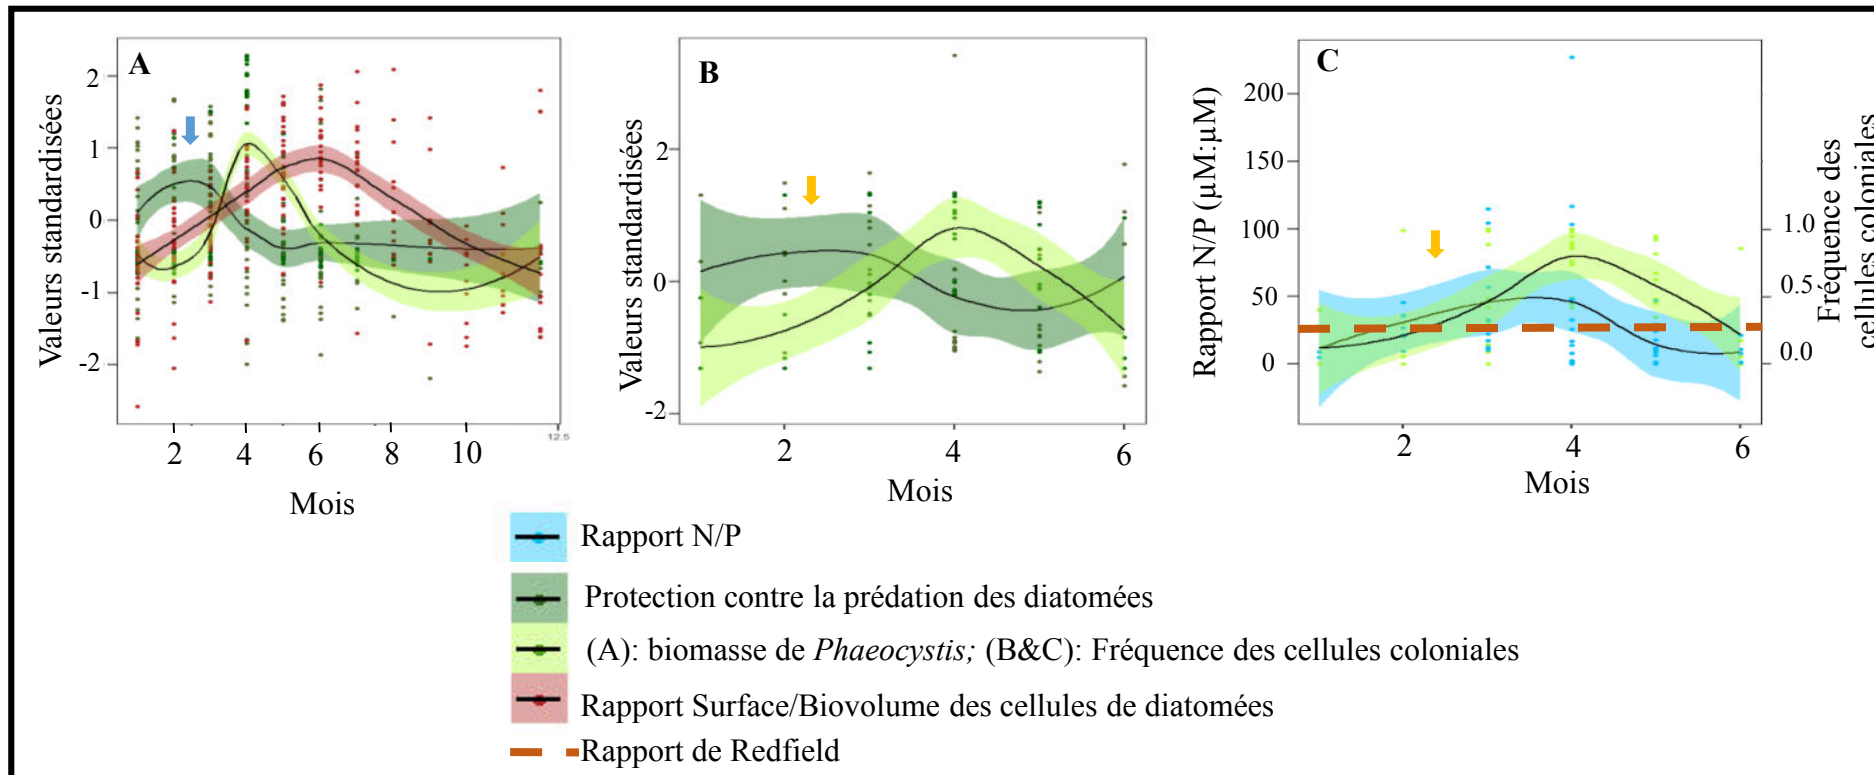 A
Valeurs standardisées
2
1
0
-1
-2
2
4
6
8
10
12.5
Mois
B
Valeurs standardisées
2
0
-2
2
4
6
Mois
C
Rapport N/P (µM:µM)
200
150
100
50
0
2
4
6
Mois
1.0
0.5
0.0
Fréquence des
cellules coloniales
Rapport N/P
Protection contre la prédation des diatomées
(A): biomasse de Phaeocystis; (B&C): Fréquence des cellules coloniales
Rapport Surface/Biovolume des cellules de diatomées
Rapport de Redfield